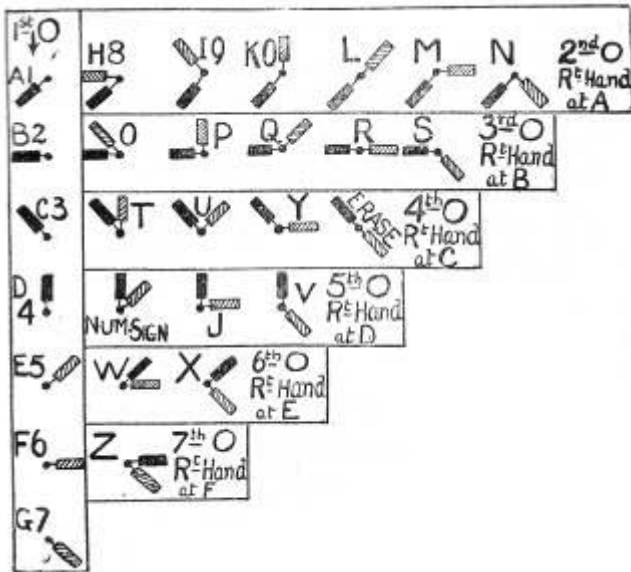 1st O
A1
H8
I9
K0
L
M
N
2nd O
Rt Hand
at A
B2
O
P
Q
R
S
3rd O
Rt Hand
at B
C3
T
U
Y
ERASE
4th O
Rt Hand
at C
D
4
NUM-SIGN
J
V
5th O
Rt Hand
at D
E5
W
X
6th O
Rt Hand
at E
F6
Z
7th O
Rt Hand
at F
G7